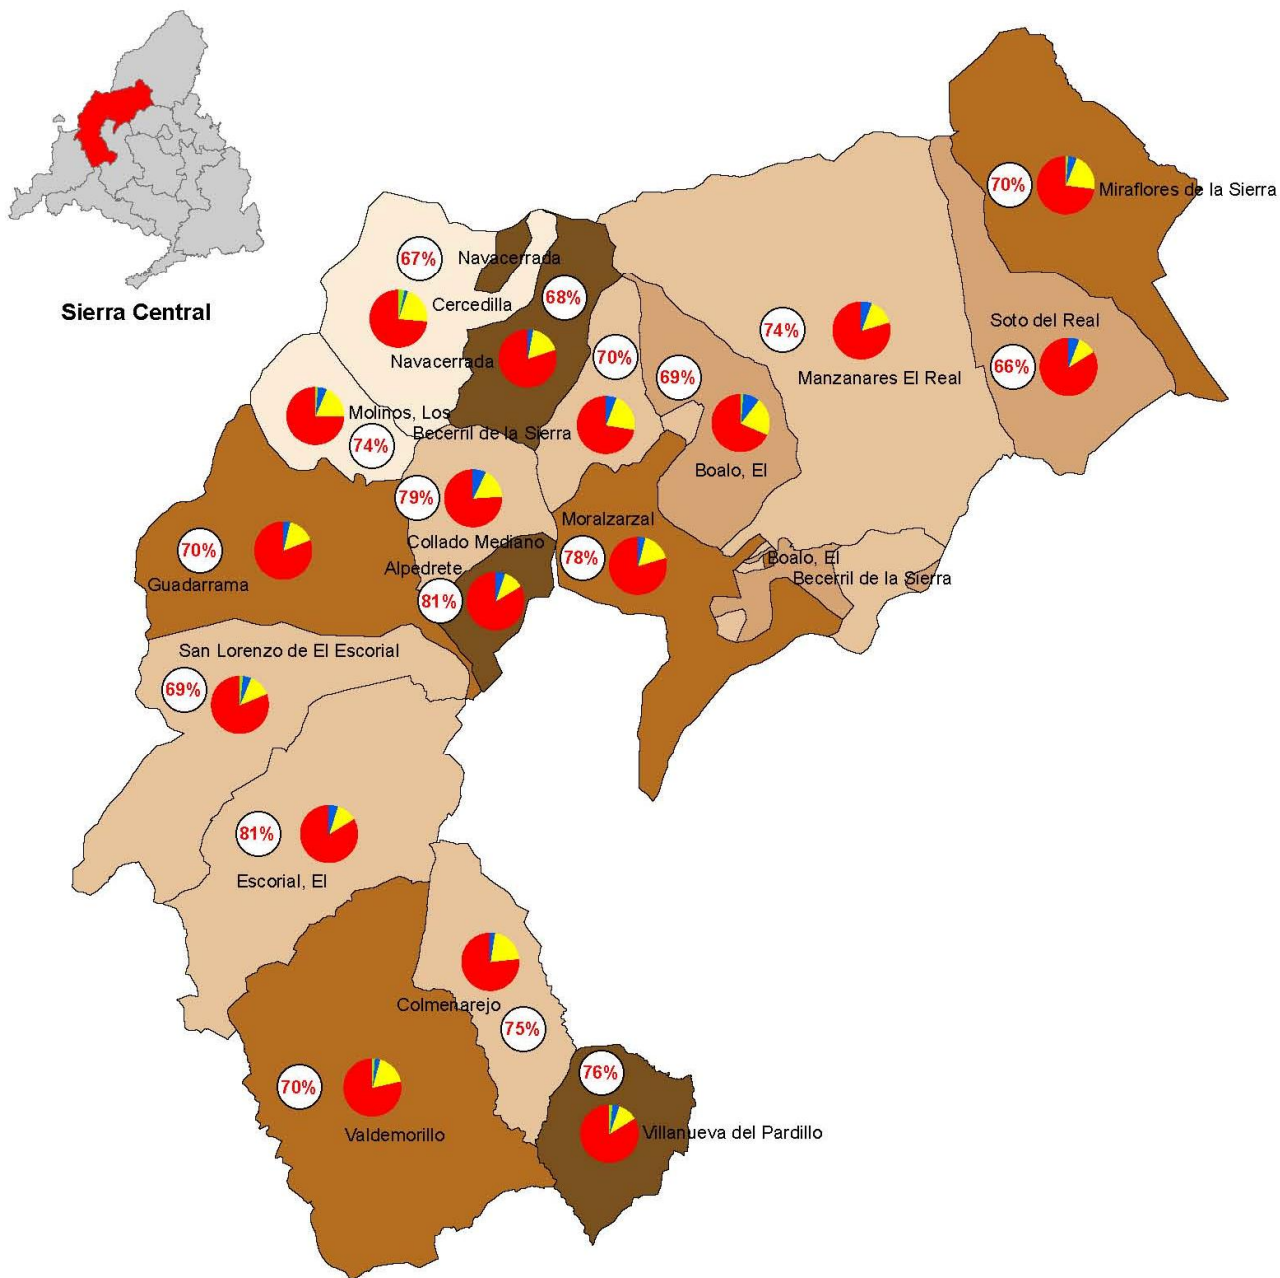 Sierra Central
70%
Miraflores de la Sierra
67%
Navacerrada
Cercedilla
68%
Soto del Real
74%
66%
Navacerrada
70%
69%
Manzanares El Real
Molinos, Los
Becerril de la Sierra
74%
Boalo, El
79%
Moralzarzal
Collado Mediano
70%
Guadarrama
Alpedrete
78%
Boalo, El
Becerril de la Sierra
81%
San Lorenzo de El Escorial
69%
81%
Escorial, El
Colmenarejo
75%
70%
76%
Valdemorillo
Villanueva del Pardillo